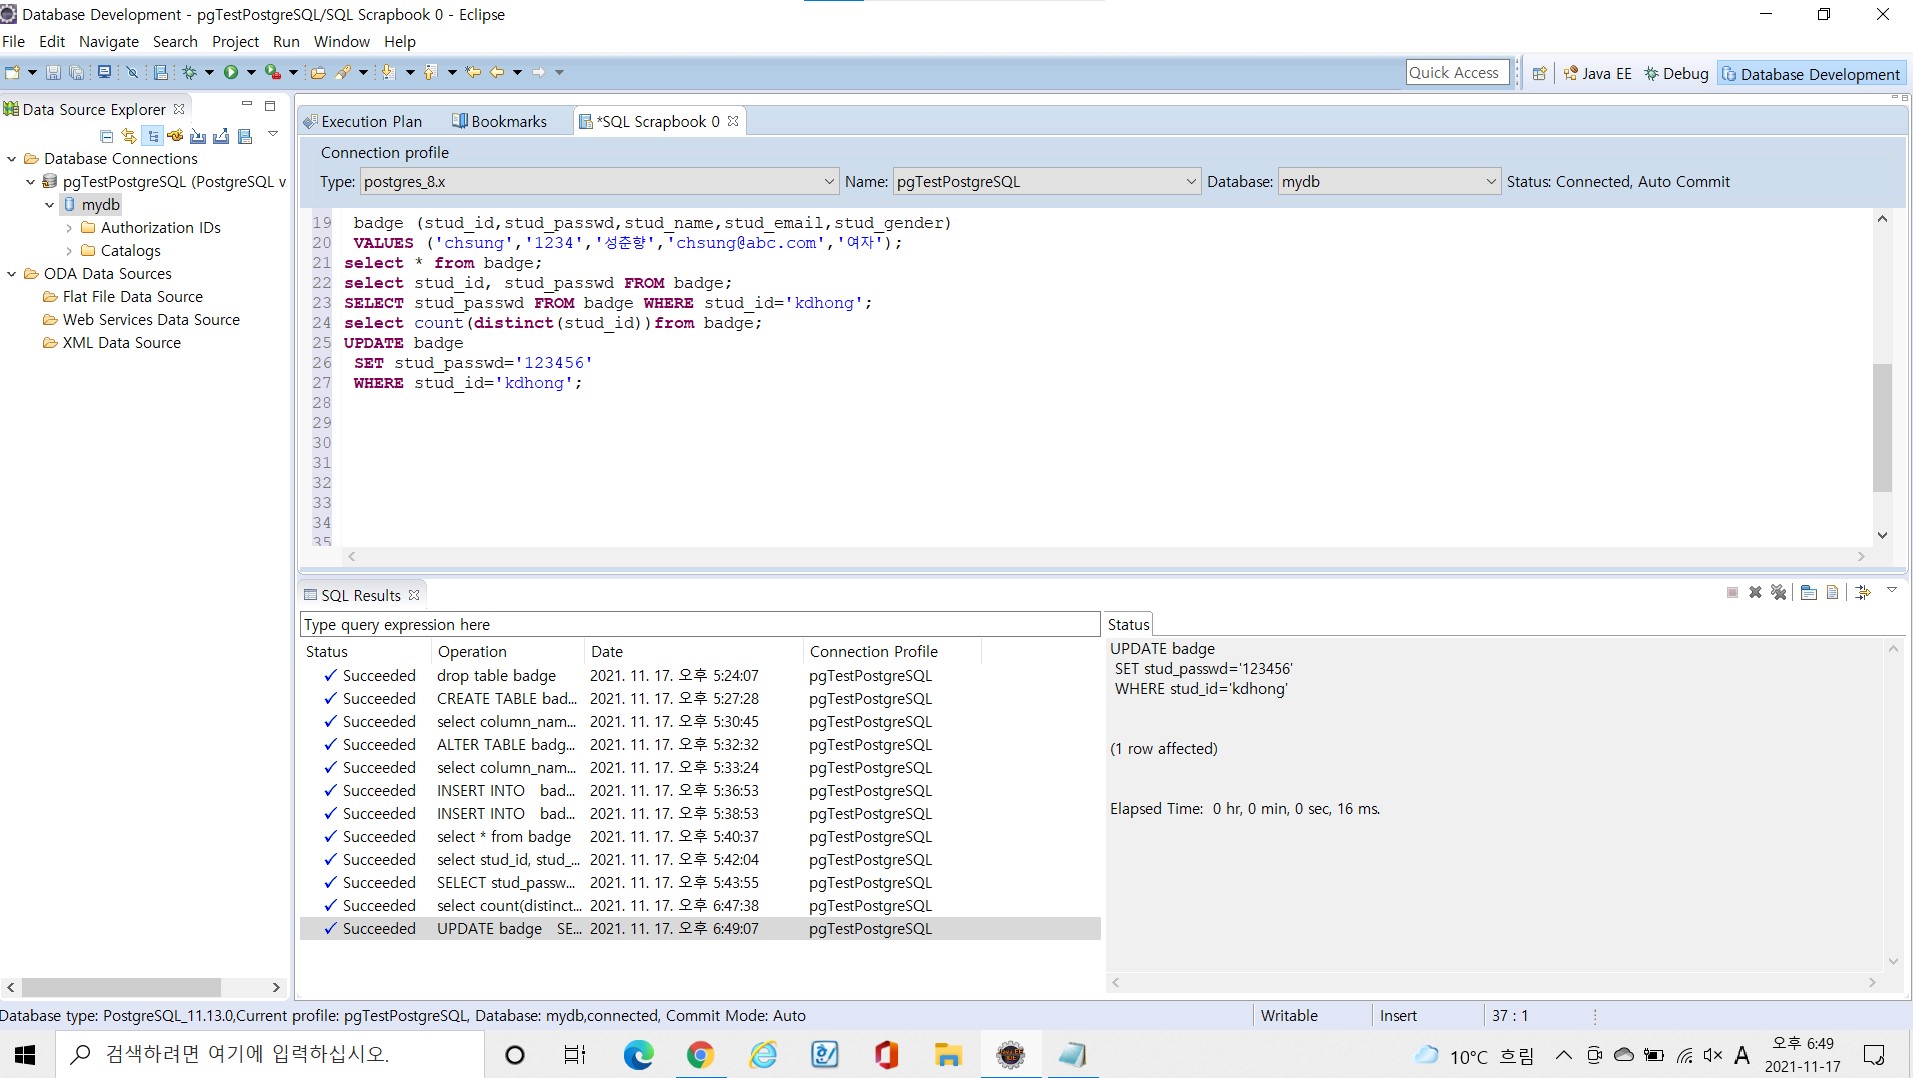 Database Development - pgTestPostgreSQL/SQL Scrapbook 0 - Eclipse
File Edit Navigate Search Project Run Window Help
Quick Access Java EE Debug Database Development
Data Source Explorer
Database Connections
pgTestPostgreSQL (PostgreSQL v.
mydb
Authorization IDs
Catalogs
ODA Data Sources
Flat File Data Source
Web Services Data Source
XML Data Source
Execution Plan Bookmarks *SQL Scrapbook 0
Connection profile
Type: postgres_8.x Name: pgTestPostgreSQL Database: mydb Status: Connected, Auto Commit
19 badge (stud_id,stud_passwd,stud_name,stud_email,stud_gender)
20 VALUES ('chsung','1234','성춘향','chsung@abc.com','여자');
21 select * from badge;
22 select stud_id, stud_passwd FROM badge;
23 SELECT stud_passwd FROM badge WHERE stud_id='kdhong';
24 select count(distinct(stud_id))from badge;
25 UPDATE badge
26 SET stud_passwd='123456'
27 WHERE stud_id='kdhong';
28
29
30
31
32
33
34
35
SQL Results
Type query expression here
Status Operation Date Connection Profile
Succeeded drop table badge 2021. 11. 17. 오후 5:24:07 pgTestPostgreSQL
Succeeded CREATE TABLE bad... 2021. 11. 17. 오후 5:27:28 pgTestPostgreSQL
Succeeded select column_nam... 2021. 11. 17. 오후 5:30:45 pgTestPostgreSQL
Succeeded ALTER TABLE badg... 2021. 11. 17. 오후 5:32:32 pgTestPostgreSQL
Succeeded select column_nam... 2021. 11. 17. 오후 5:33:24 pgTestPostgreSQL
Succeeded INSERT INTO bad... 2021. 11. 17. 오후 5:36:53 pgTestPostgreSQL
Succeeded INSERT INTO bad... 2021. 11. 17. 오후 5:38:53 pgTestPostgreSQL
Succeeded select * from badge 2021. 11. 17. 오후 5:40:37 pgTestPostgreSQL
Succeeded select stud_id, stud_... 2021. 11. 17. 오후 5:42:04 pgTestPostgreSQL
Succeeded SELECT stud_passw... 2021. 11. 17. 오후 5:43:55 pgTestPostgreSQL
Succeeded select count(distinct... 2021. 11. 17. 오후 6:47:38 pgTestPostgreSQL
Succeeded UPDATE badge SE... 2021. 11. 17. 오후 6:49:07 pgTestPostgreSQL
Status
UPDATE badge
SET stud_passwd='123456'
WHERE stud_id='kdhong'
(1 row affected)
Elapsed Time: 0 hr, 0 min, 0 sec, 16 ms.
Database type: PostgreSQL_11.13.0,Current profile: pgTestPostgreSQL, Database: mydb,connected, Commit Mode: Auto Writable Insert 37 : 1
검색하려면 여기에 입력하십시오.
10°C 흐림 A 오후 6:49
2021-11-17